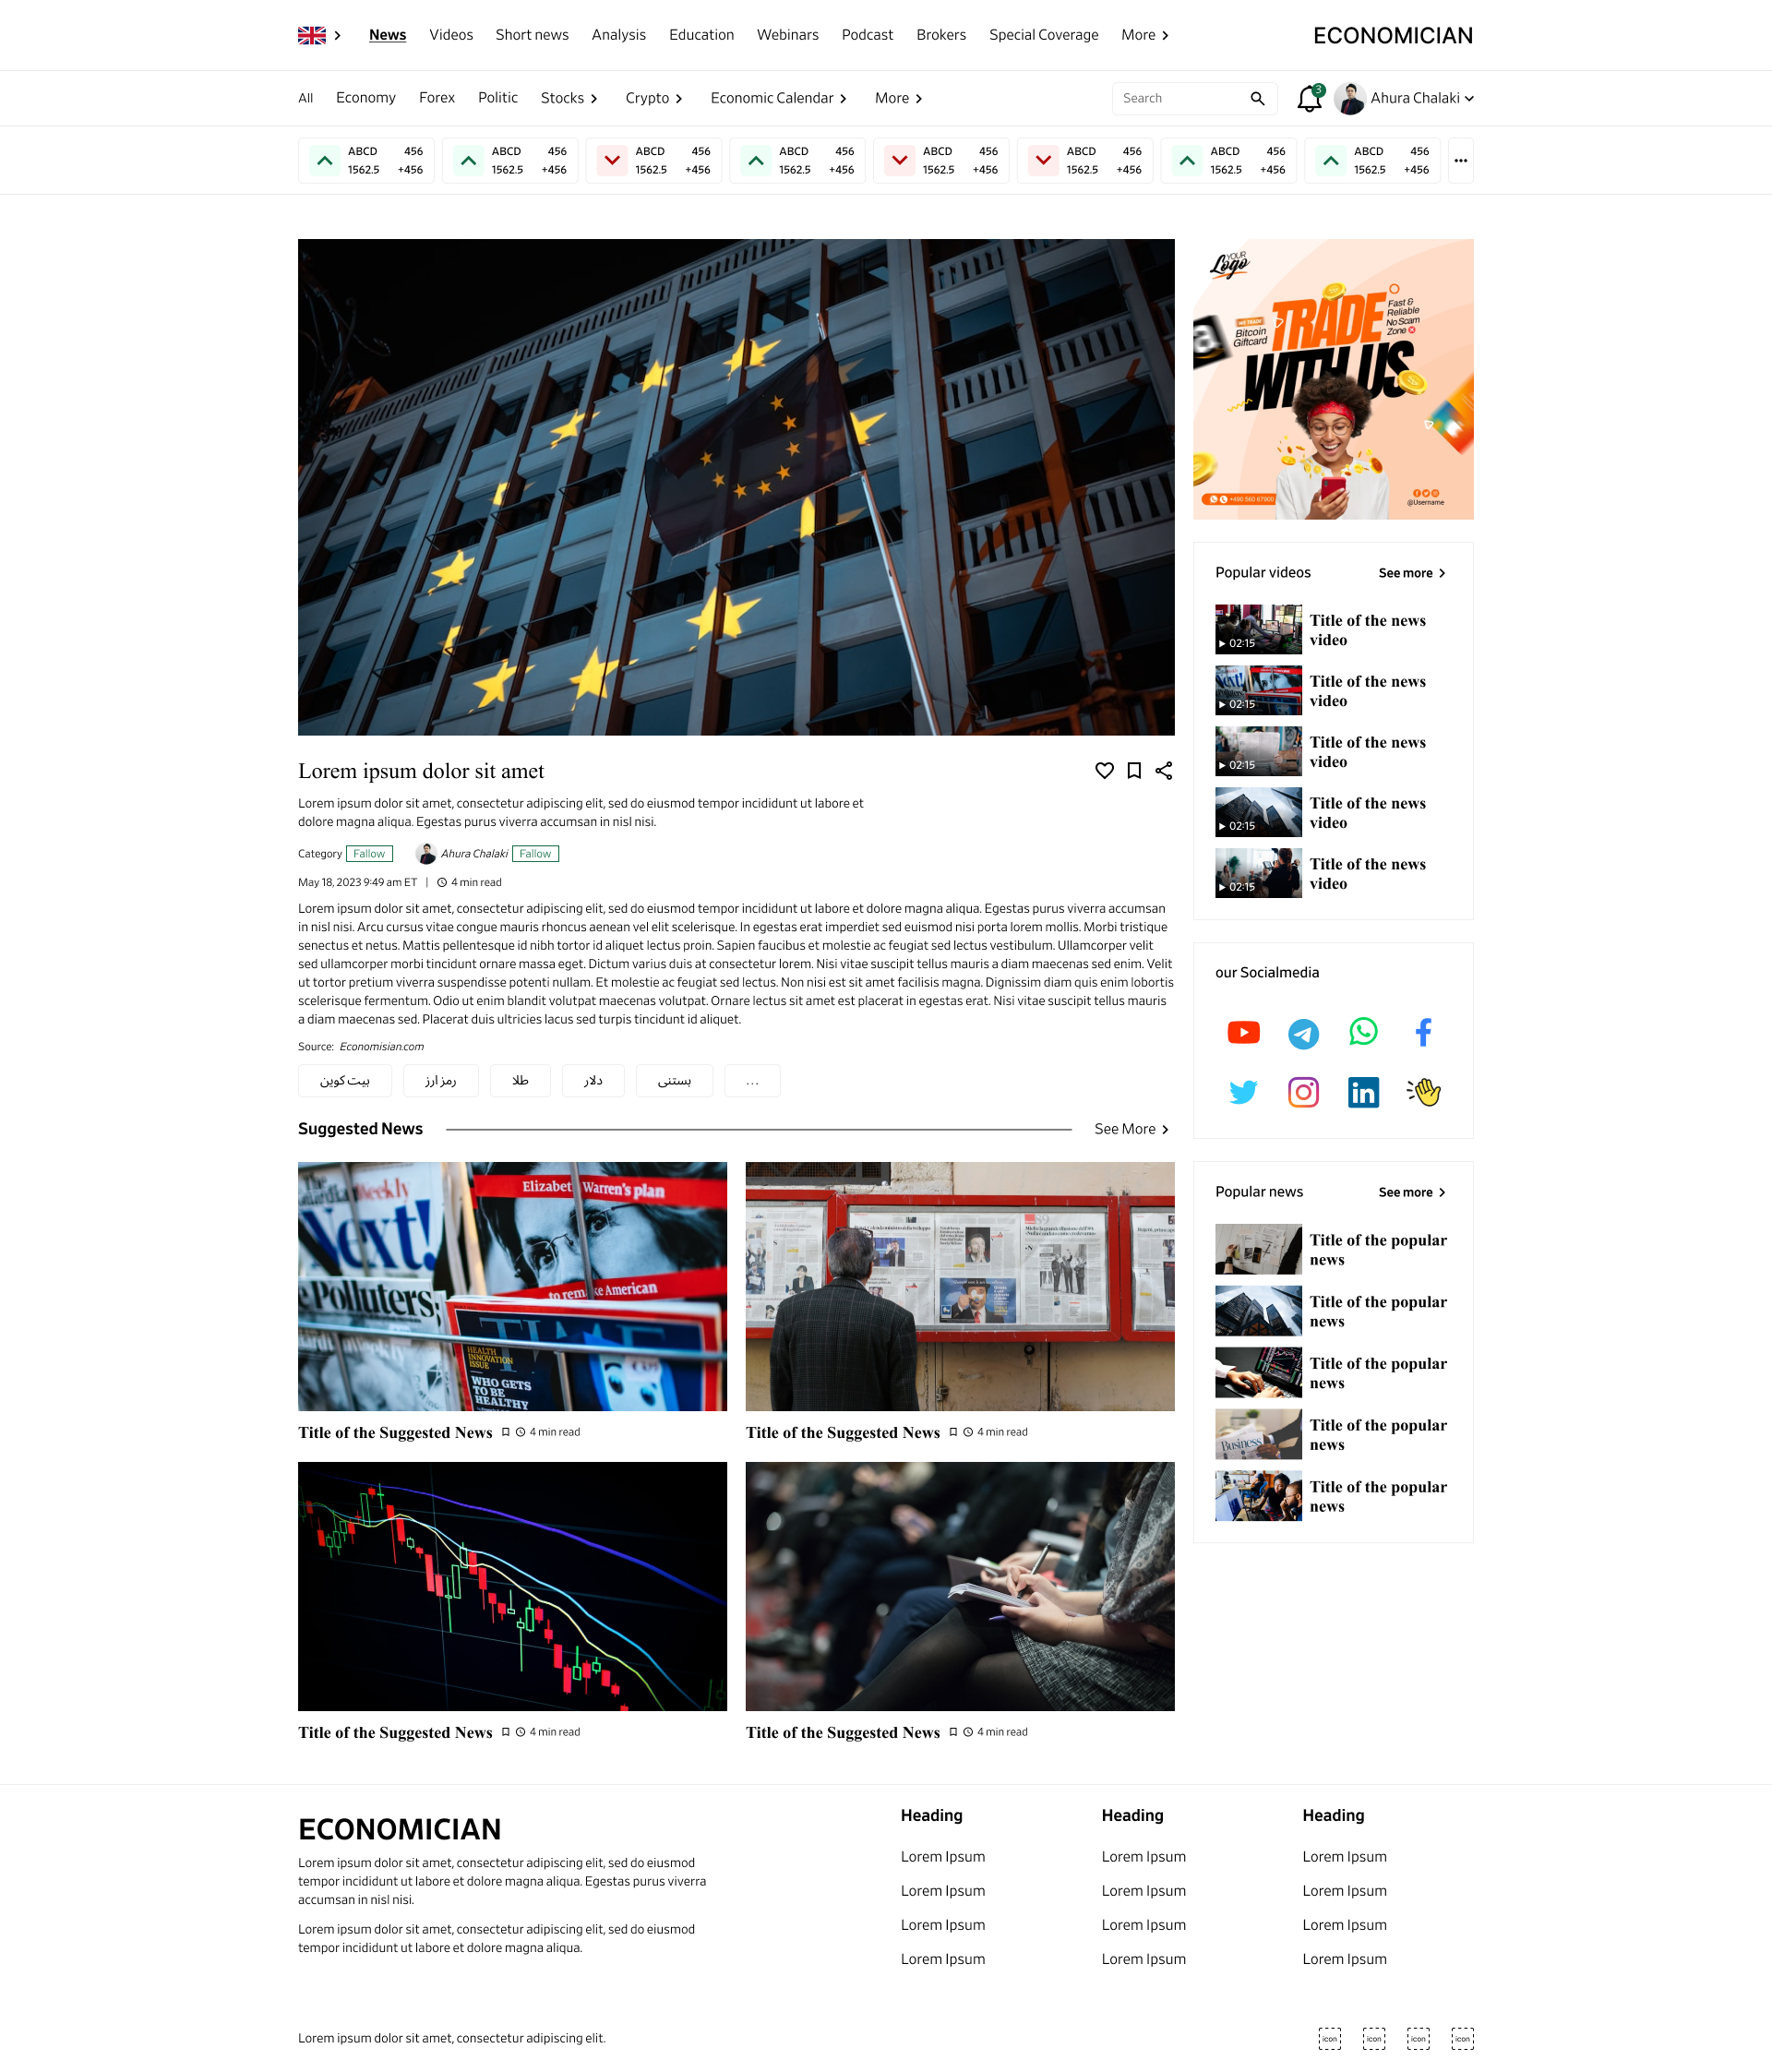 News Videos Short news Analysis Education Webinars Podcast Brokers Special Coverage More
ECONOMICIAN
All Economy Forex Politic Stocks Crypto Economic Calendar More
Search
3
Ahura Chalaki
ABCD 456
1562.5 +456
ABCD 456
1562.5 +456
ABCD 456
1562.5 +456
ABCD 456
1562.5 +456
ABCD 456
1562.5 +456
ABCD 456
1562.5 +456
ABCD 456
1562.5 +456
ABCD 456
1562.5 +456
YOUR
Logo
WE TRADE
Bitcoin
Giftcard
TRADE
WITH US
Fast &
Reliable
No Scam
Zone
@Username
Lorem ipsum dolor sit amet
Lorem ipsum dolor sit amet, consectetur adipiscing elit, sed do eiusmod tempor incididunt ut labore et
dolore magna aliqua. Egestas purus viverra accumsan in nisl nisi.
Category Fallow Ahura Chalaki Fallow
May 18, 2023 9:49 am ET | 4 min read
Lorem ipsum dolor sit amet, consectetur adipiscing elit, sed do eiusmod tempor incididunt ut labore et dolore magna aliqua. Egestas purus viverra accumsan
in nisl nisi. Arcu cursus vitae congue mauris rhoncus aenean vel elit scelerisque. In egestas erat imperdiet sed euismod nisi porta lorem mollis. Morbi tristique
senectus et netus. Mattis pellentesque id nibh tortor id aliquet lectus proin. Sapien faucibus et molestie ac feugiat sed lectus vestibulum. Ullamcorper velit
sed ullamcorper morbi tincidunt ornare massa eget. Dictum varius duis at consectetur lorem. Nisi vitae suscipit tellus mauris a diam maecenas sed enim. Velit
ut tortor pretium viverra suspendisse potenti nullam. Et molestie ac feugiat sed lectus. Non nisi est sit amet facilisis magna. Dignissim diam quis enim lobortis
scelerisque fermentum. Odio ut enim blandit volutpat maecenas volutpat. Ornare lectus sit amet est placerat in egestas erat. Nisi vitae suscipit tellus mauris
a diam maecenas sed. Placerat duis ultricies lacus sed turpis tincidunt id aliquet.
Source: Economisian.com
بیت کوین
رمز ارز
طلا
دلار
بستنی
...
Suggested News
See More
Next!
Polluters,
Elizabeth Warren's plan
to remake American
TIME
HEALTH
INNOVATION
ISSUE
WHO GETS
TO BE
HEALTHY
Title of the Suggested News 4 min read
Title of the Suggested News 4 min read
Title of the Suggested News 4 min read
Title of the Suggested News 4 min read
Popular videos
See more
02:15
Title of the news
video
02:15
Title of the news
video
02:15
Title of the news
video
02:15
Title of the news
video
02:15
Title of the news
video
our Socialmedia
in
Popular news
See more
Title of the popular
news
Title of the popular
news
Title of the popular
news
Business
Title of the popular
news
Title of the popular
news
ECONOMICIAN
Lorem ipsum dolor sit amet, consectetur adipiscing elit, sed do eiusmod
tempor incididunt ut labore et dolore magna aliqua. Egestas purus viverra
accumsan in nisl nisi.
Lorem ipsum dolor sit amet, consectetur adipiscing elit, sed do eiusmod
tempor incididunt ut labore et dolore magna aliqua.
Heading
Lorem Ipsum
Lorem Ipsum
Lorem Ipsum
Lorem Ipsum
Heading
Lorem Ipsum
Lorem Ipsum
Lorem Ipsum
Lorem Ipsum
Heading
Lorem Ipsum
Lorem Ipsum
Lorem Ipsum
Lorem Ipsum
Lorem ipsum dolor sit amet, consectetur adipiscing elit.
icon
icon
icon
icon